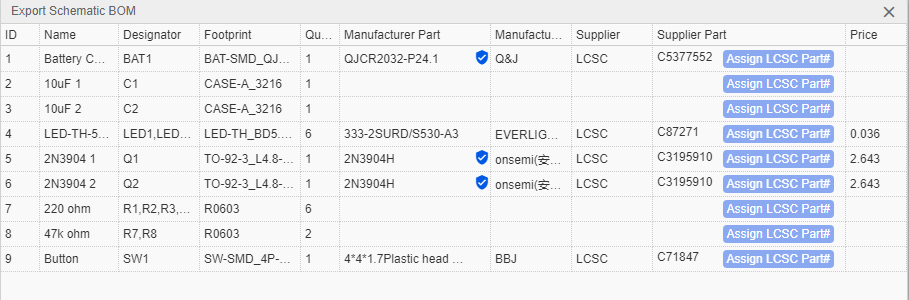 Export Schematic BOM
ID Name Designator Footprint Qu... Manufacturer Part Manufactu... Supplier Supplier Part Price
1 Battery C... BAT1 BAT-SMD_QJ... 1 QJCR2032-P24.1 Q&J LCSC C5377552 Assign LCSC Part#
2 10uF 1 C1 CASE-A_3216 1 Assign LCSC Part#
3 10uF 2 C2 CASE-A_3216 1 Assign LCSC Part#
4 LED-TH-5... LED1,LED... LED-TH_BD5.... 6 333-2SURD/S530-A3 EVERLIG... LCSC C87271 Assign LCSC Part# 0.036
5 2N3904 1 Q1 TO-92-3_L4.8-... 1 2N3904H onsemi(安... LCSC C3195910 Assign LCSC Part# 2.643
6 2N3904 2 Q2 TO-92-3_L4.8-... 1 2N3904H onsemi(安... LCSC C3195910 Assign LCSC Part# 2.643
7 220 ohm R1,R2,R3,... R0603 6 Assign LCSC Part#
8 47k ohm R7,R8 R0603 2 Assign LCSC Part#
9 Button SW1 SW-SMD_4P-... 1 4*4*1.7Plastic head ... BBJ LCSC C71847 Assign LCSC Part#